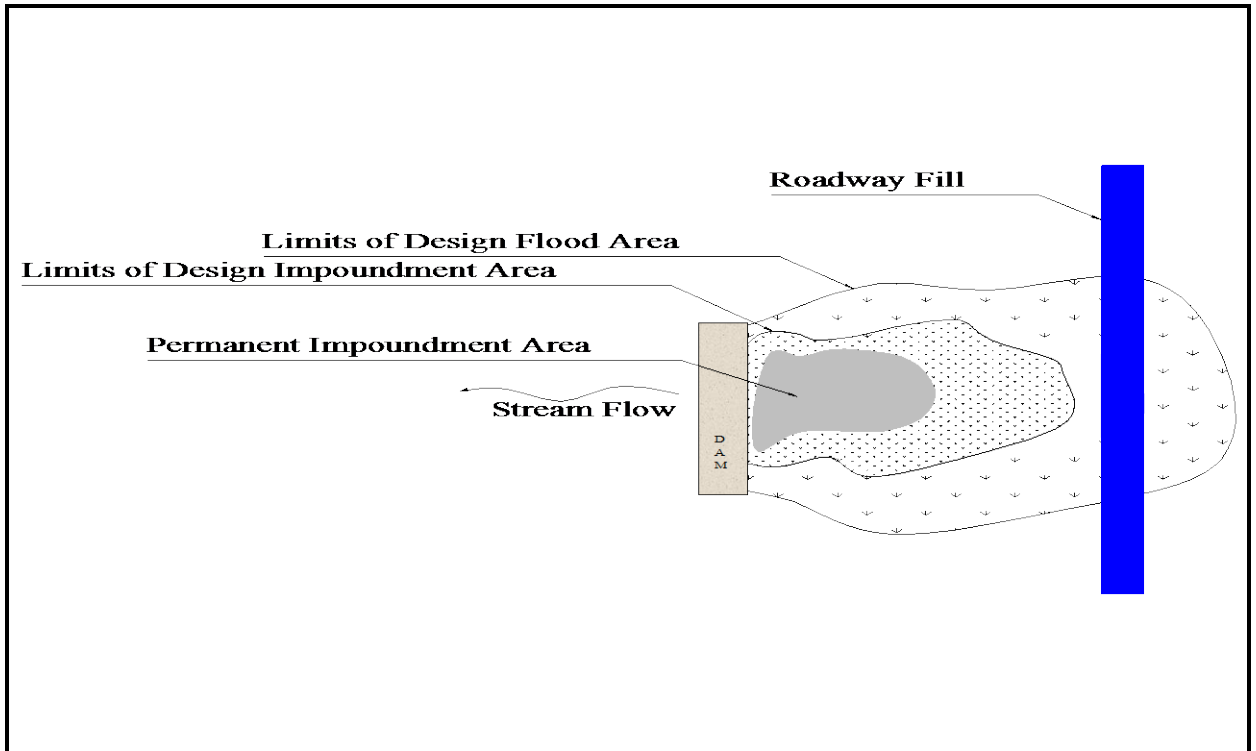 Roadway Fill
Limits of Design Flood Area
Limits of Design Impoundment Area
Permanent Impoundment Area
Stream Flow
D
A
M